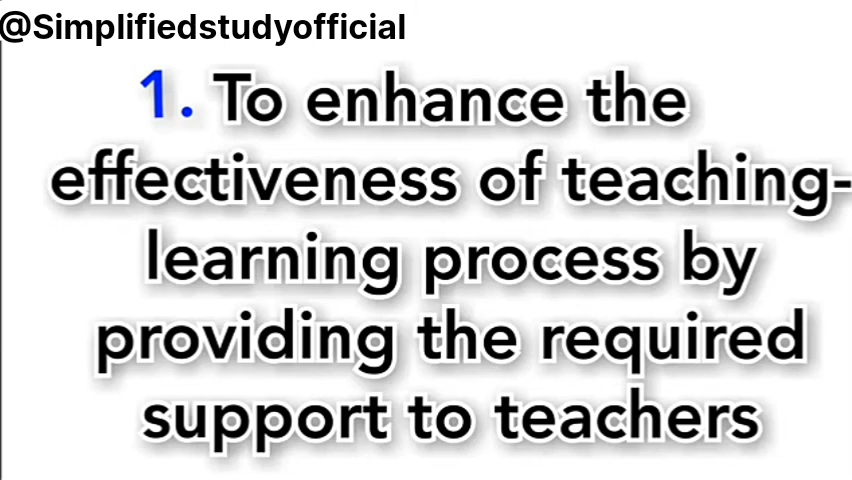 @Simplifiedstudyofficial
1. To enhance the
effectiveness of teaching-
learning process by
providing the required
support to teachers